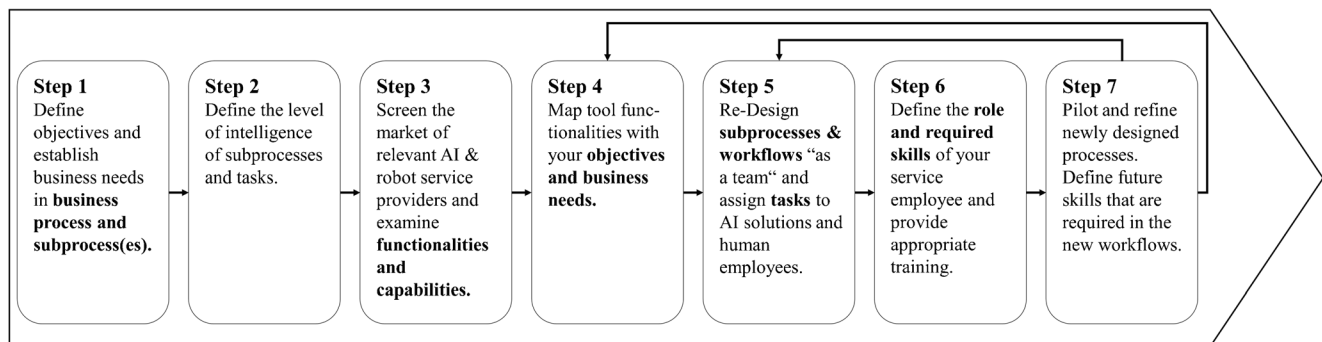 Step 1
Define
objectives and
establish
business needs
in business
process and
subprocess(es).
Step 2
Define the level
of intelligence
of subprocesses
and tasks.
Step 3
Screen the
market of
relevant AI &
robot service
providers and
examine
functionalities
and
capabilities.
Step 4
Map tool func-
tionalities with
your objectives
and business
needs.
Step 5
Re-Design
subprocesses &
workflows “as
a team“ and
assign tasks to
AI solutions and
human
employees.
Step 6
Define the role
and required
skills of your
service
employee and
provide
appropriate
training.
Step 7
Pilot and refine
newly designed
processes.
Define future
skills that are
required in the
new workflows.